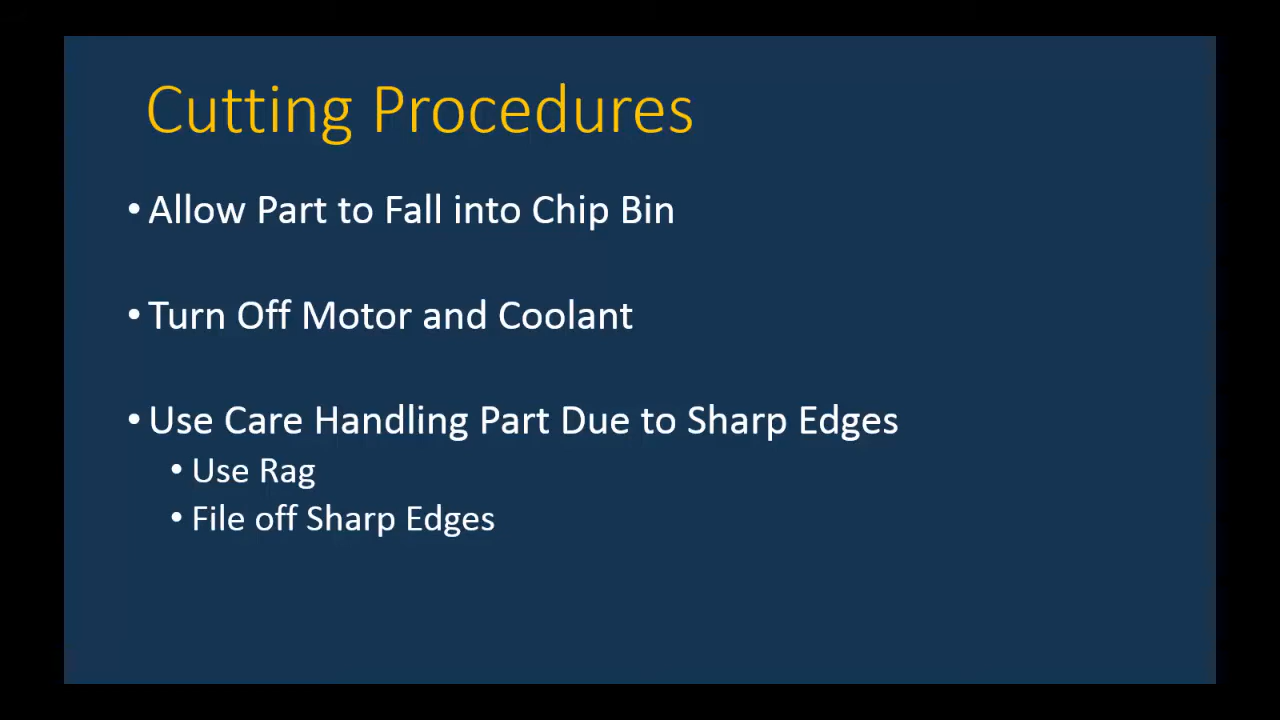 Cutting Procedures
• Allow Part to Fall into Chip Bin
• Turn Off Motor and Coolant
• Use Care Handling Part Due to Sharp Edges
• Use Rag
• File off Sharp Edges